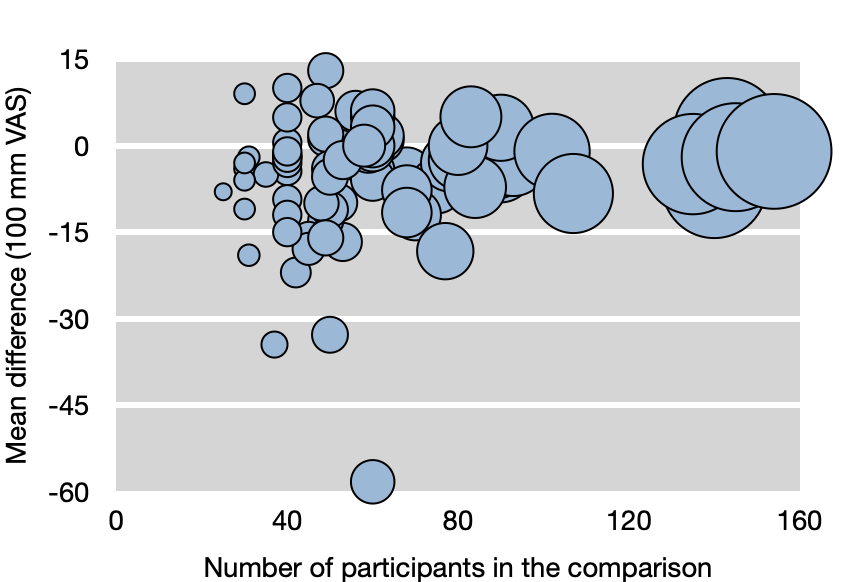 Mean difference (100 mm VAS)
15
0
-15
-30
-45
-60
0 40 80 120 160
Number of participants in the comparison